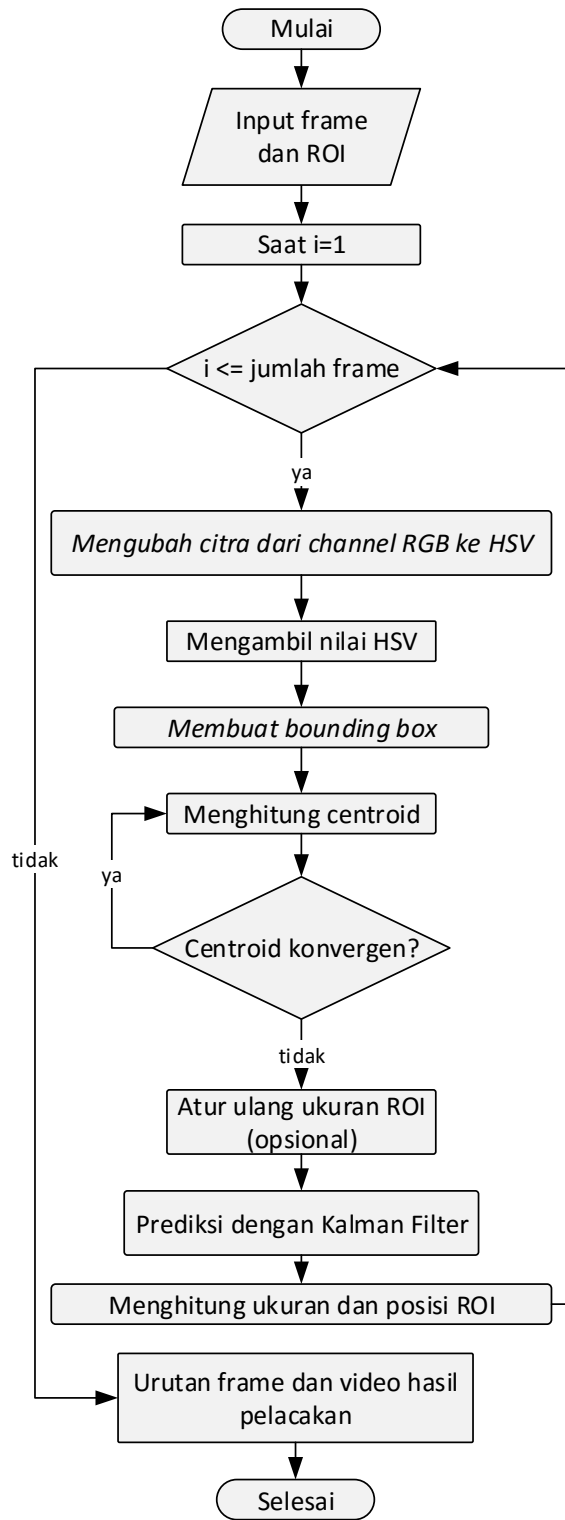 Mulai
Input frame
dan ROI
Saat i=1
i <= jumlah frame
ya
Mengubah citra dari channel RGB ke HSV
Mengambil nilai HSV
Membuat bounding box
Menghitung centroid
tidak
ya
Centroid konvergen?
tidak
Atur ulang ukuran ROI
(opsional)
Prediksi dengan Kalman Filter
Menghitung ukuran dan posisi ROI
Urutan frame dan video hasil
pelacakan
Selesai